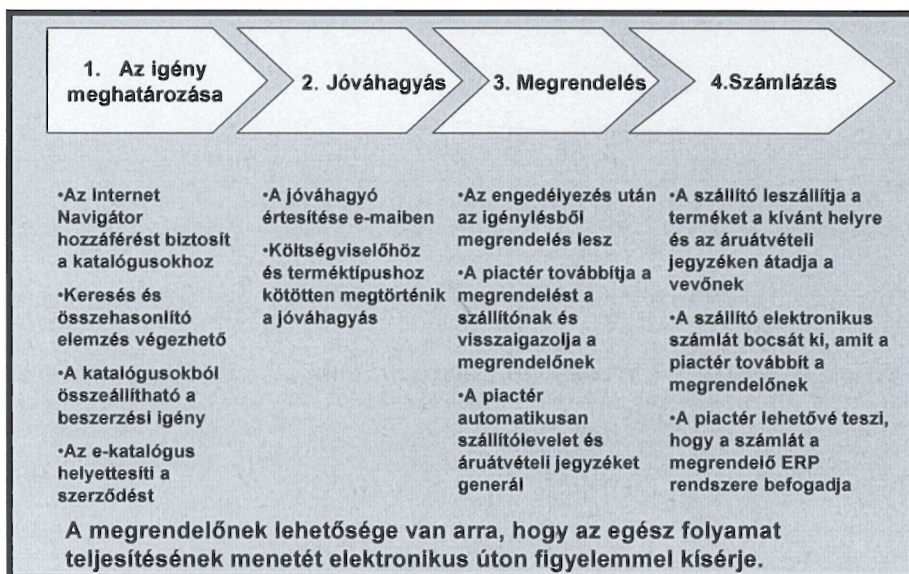 1. Az igény
meghatározása
2. Jóváhagyás
3. Megrendelés
4.Számlázás
•Az Internet
Navigátor
hozzáférést biztosít
a katalógusokhoz
•Keresés és
összehasonlító
elemzés végezhető
•A katalógusokból
összeállítható a
beszerzési igény
•Az e-katalógus
helyettesíti a
szerződést
•A jóváhagyó
értesítése e-maiben
•Költségviselőhöz
és terméktípushoz
kötötten megtörténik
a jóváhagyás
•Az engedélyezés után
az igénylésből
megrendelés lesz
•A piactér továbbítja a
megrendelést a
szállítónak és
visszaigazolja a
megrendelőnek
•A piactér
automatikusan
szállítólevelet és
áruátvételi jegyzéket
generál
•A szállító leszállítja a
terméket a kívánt helyre
és az áruátvételi
jegyzéken átadja a
vevőnek
•A szállító elektronikus
számlát bocsát ki, amit a
piactér továbbít a
megrendelőnek
•A piactér lehetővé teszi,
hogy a számlát a
megrendelő ERP
rendszere befogadja
A megrendelőnek lehetősége van arra, hogy az egész folyamat
teljesítésének menetét elektronikus úton figyelemmel kísérje.